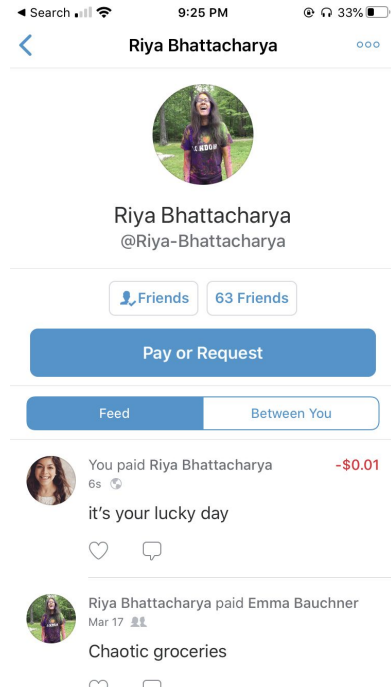 Search
9:25 PM
33%
Riya Bhattacharya
Riya Bhattacharya
@Riya-Bhattacharya
Friends
63 Friends
Pay or Request
Feed
Between You
You paid Riya Bhattacharya
-$0.01
6s
it's your lucky day
Riya Bhattacharya paid Emma Bauchner
Mar 17
Chaotic groceries